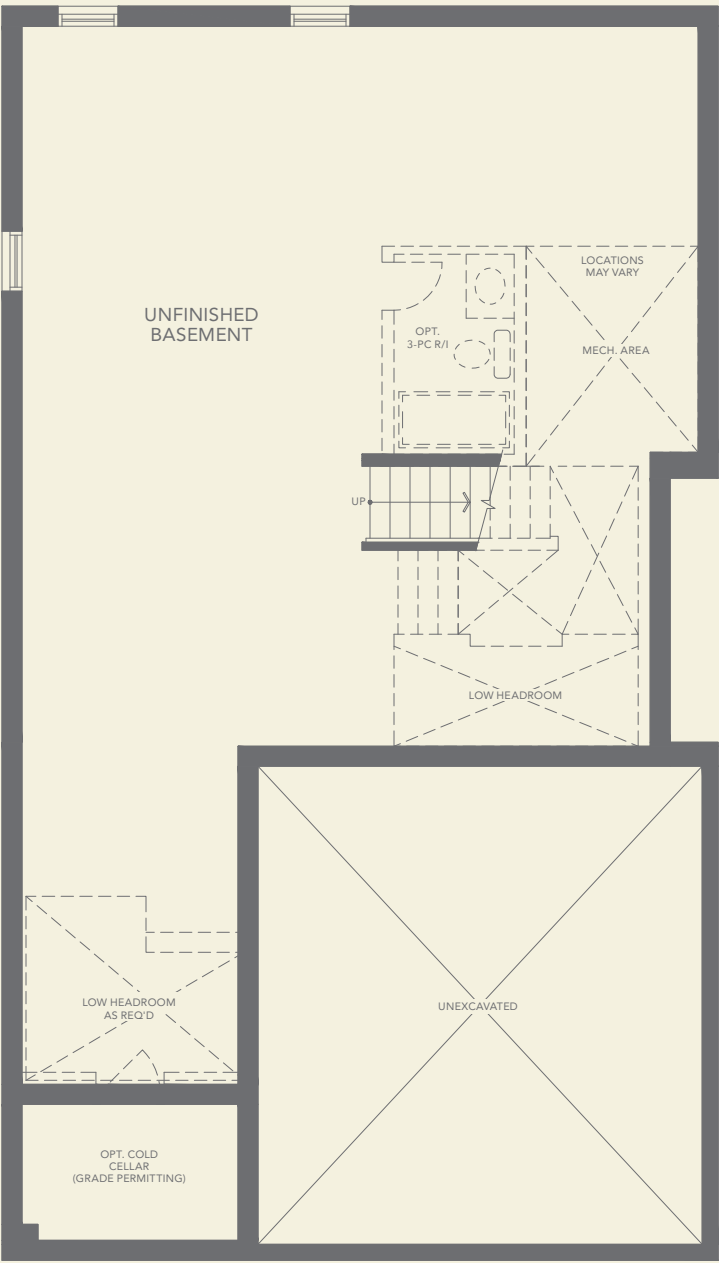 LOCATIONS
MAY VARY
UNFINISHED
BASEMENT
OPT.
3-PC R/I
MECH. AREA
UP
LOW HEADROOM
LOW HEADROOM
AS REQ'D
UNEXCAVATED
OPT. COLD
CELLAR
(GRADE PERMITTING)